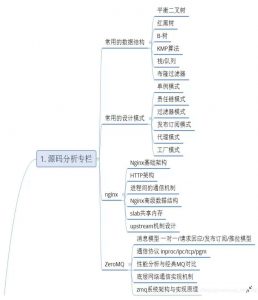 1. 源码分析专栏
常用的数据结构
平衡二叉树
红黑树
B-树
KMP算法
栈/队列
布隆过滤器
常用的设计模式
单例模式
责任链模式
过滤器模式
发布订阅模式
代理模式
工厂模式
nginx
Nginx基础架构
HTTP架构
进程间的通信机制
Nginx高级数据结构
slab共享内存
upstream机制设计
ZeroMQ
消息模型 一对一/请求回应/发布订阅/推拉模型
通信协议 inproc/ipc/tcp/pgm
性能分析与经典MQ对比
底层网络通信实现机制
zmq系统架构与实现原理